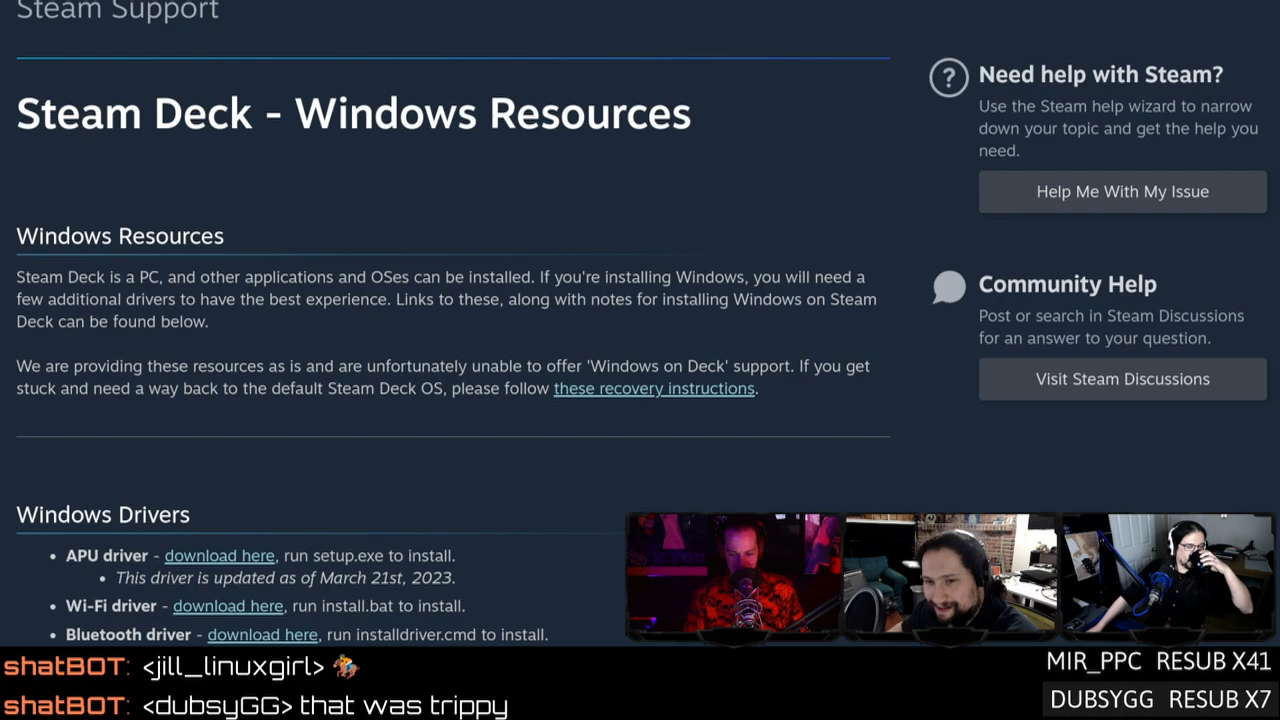 Steam Support
Steam Deck - Windows Resources
Windows Resources
Steam Deck is a PC, and other applications and OSes can be installed. If you're installing Windows, you will need a
few additional drivers to have the best experience. Links to these, along with notes for installing Windows on Steam
Deck can be found below.
We are providing these resources as is and are unfortunately unable to offer 'Windows on Deck' support. If you get
stuck and need a way back to the default Steam Deck OS, please follow these recovery instructions.
Windows Drivers
• APU driver - download here, run setup.exe to install.
• This driver is updated as of March 21st, 2023.
• Wi-Fi driver - download here, run install.bat to install.
• Bluetooth driver - download here, run installdriver.cmd to install.
? Need help with Steam?
Use the Steam help wizard to narrow
down your topic and get the help you
need.
Help Me With My Issue
Community Help
Post or search in Steam Discussions
for an answer to your question.
Visit Steam Discussions
shatBOT: <jill_linuxgirl> 🏇
shatBOT: <dubsyGG> that was trippy
MIR_PPC RESUB X41
DUBSYGG RESUB X7